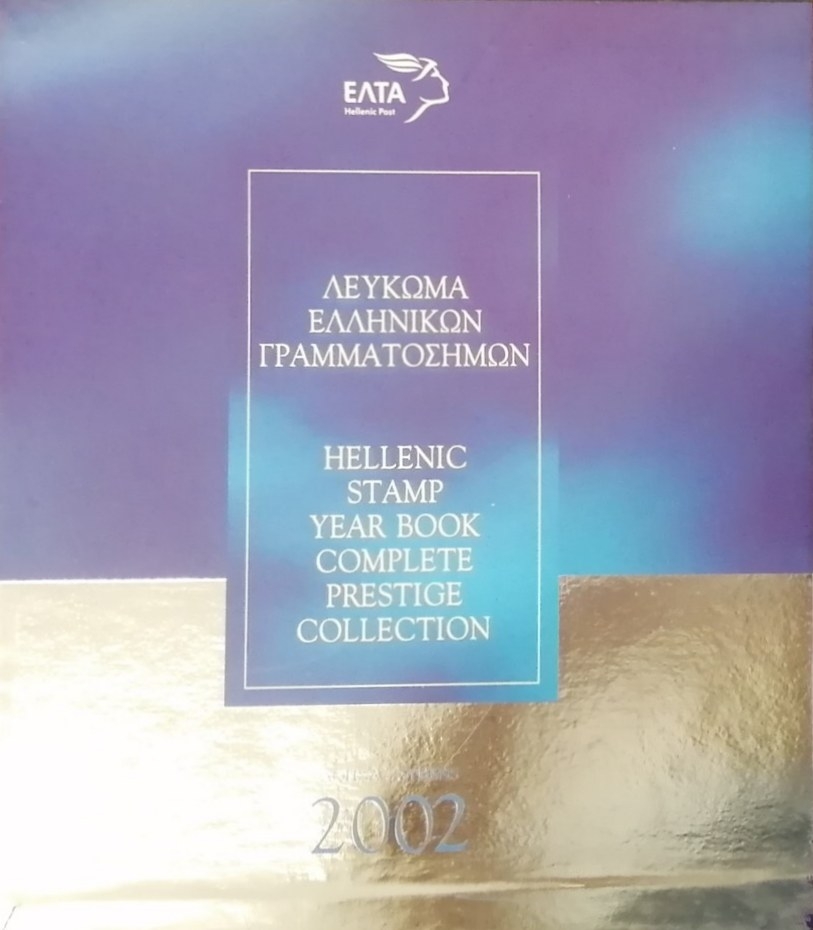 ΕΛΤΑ
Hellenic Post
ΛΕΥΚΩΜΑ
ΕΛΛΗΝΙΚΩΝ
ΓΡΑΜΜΑΤΟΣΗΜΩΝ
HELLENIC
STAMP
YEAR BOOK
COMPLETE
PRESTIGE
COLLECTION
2002